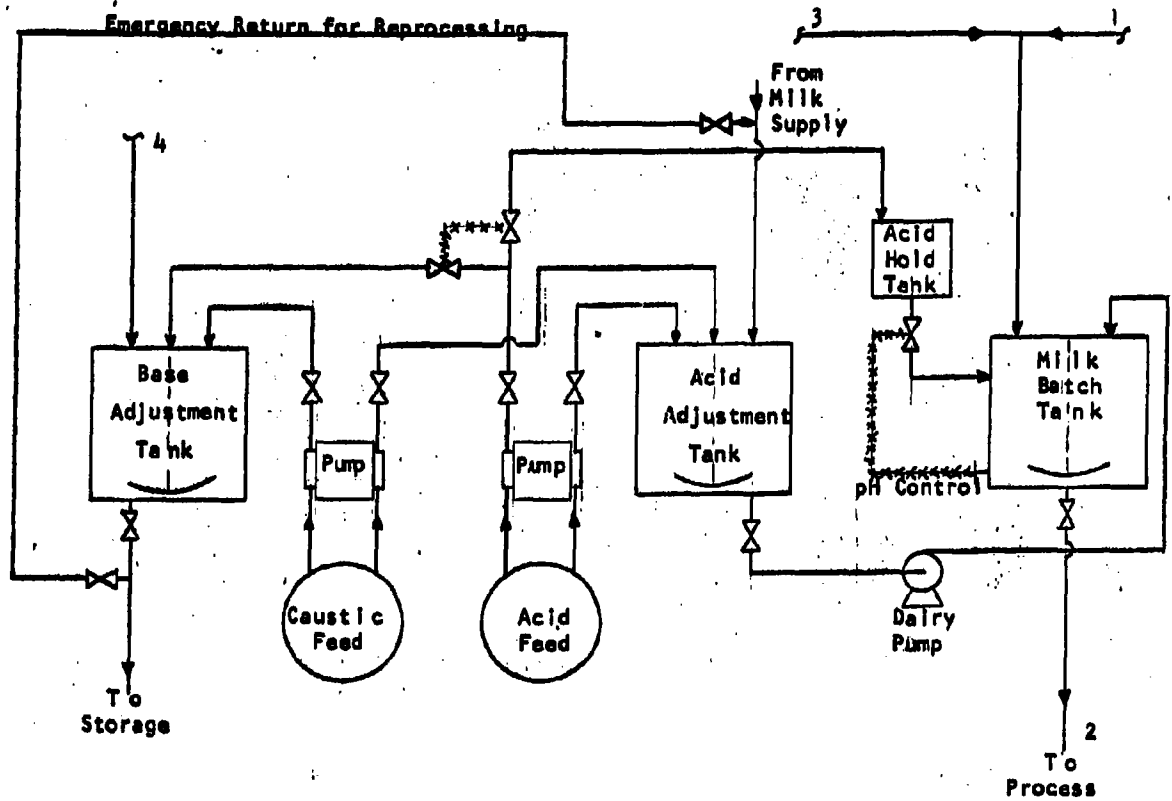 Emergency Return for Reprocessing
3
1
From
Milk
Supply
4
Acid
Hold
Tank
Base
Adjustment
Tank
Acid
Adjustment
Tank
Milk
Batch
Tank
Pump
Pump
pH Control
Caustic
Feed
Acid
Feed
Dairy
Pump
To
Storage
2
To
Process